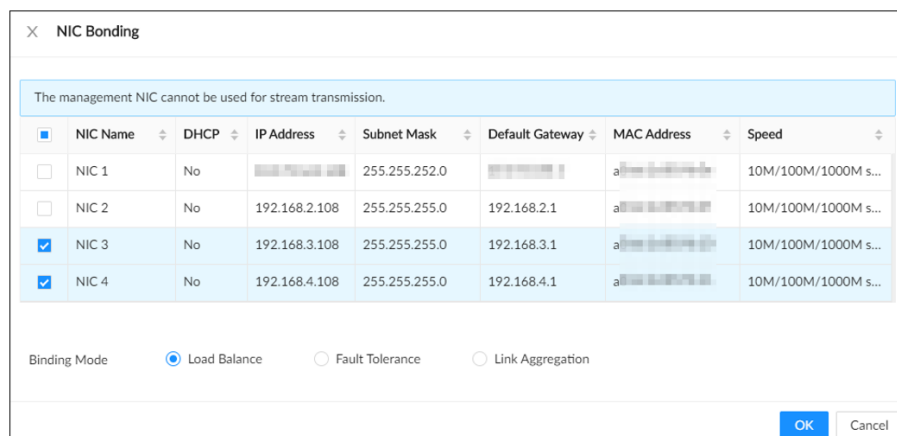 NIC Bonding
The management NIC cannot be used for stream transmission.
NIC Name DHCP IP Address Subnet Mask Default Gateway MAC Address Speed
NIC 1 No 255.255.252.0 10M/100M/1000M s...
NIC 2 No 192.168.2.108 255.255.255.0 192.168.2.1 10M/100M/1000M s...
NIC 3 No 192.168.3.108 255.255.255.0 192.168.3.1 10M/100M/1000M s...
NIC 4 No 192.168.4.108 255.255.255.0 192.168.4.1 10M/100M/1000M s...
Binding Mode Load Balance Fault Tolerance Link Aggregation
OK Cancel